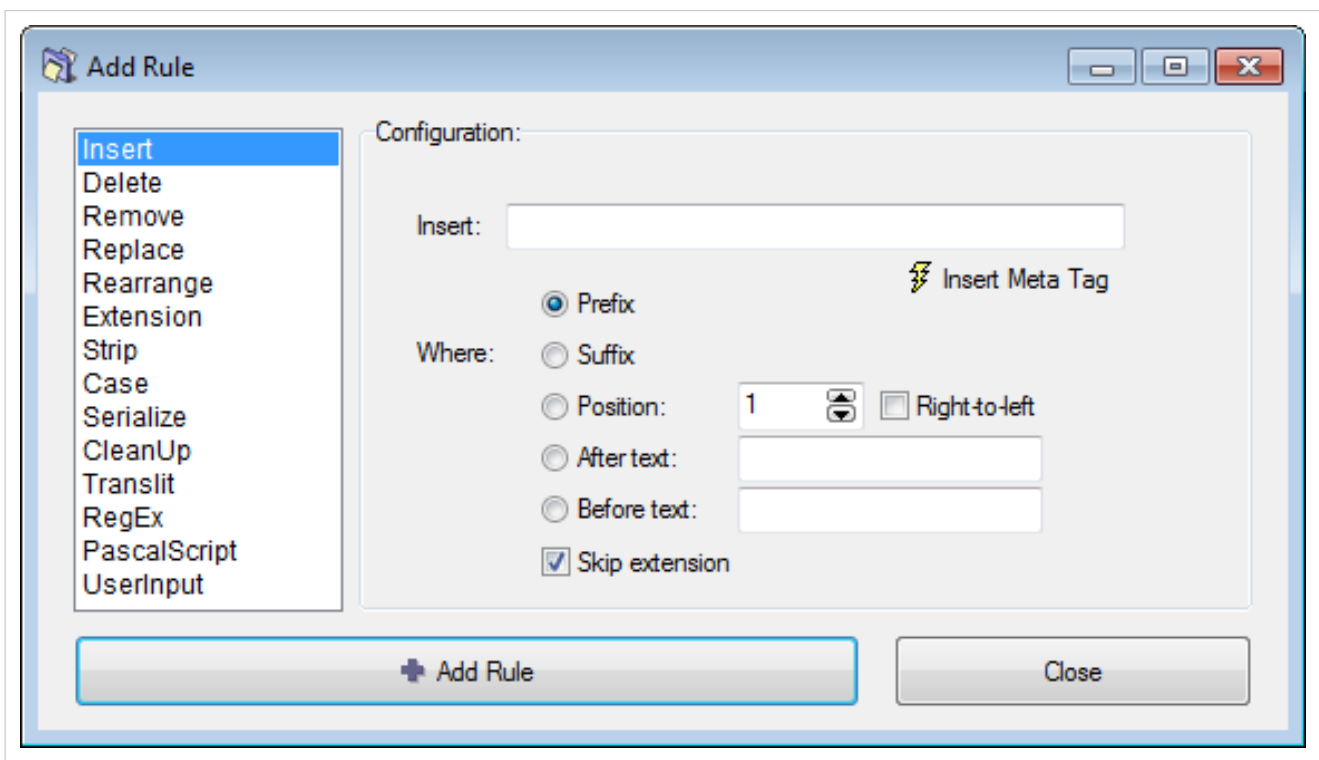 Add Rule
Insert
Delete
Remove
Replace
Rearrange
Extension
Strip
Case
Serialize
CleanUp
Translit
RegEx
PascalScript
UserInput
Configuration:
Insert:
Insert Meta Tag
Where:
Prefix
Suffix
Position: 1 Right-to-left
After text:
Before text:
Skip extension
Add Rule
Close